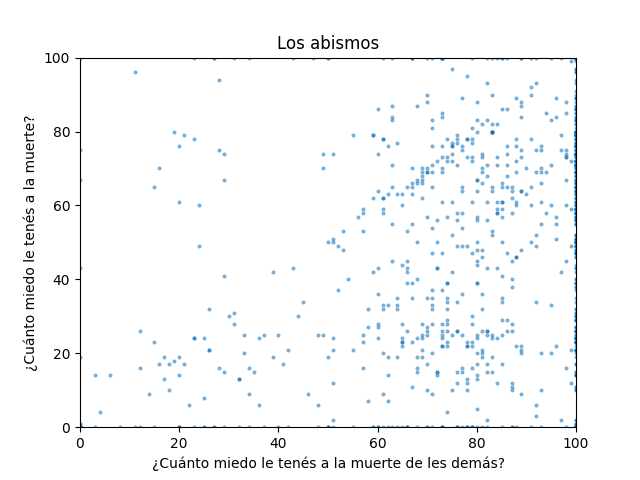 Los abismos
100
80
60
40
20
0
¿Cuánto miedo le tenés a la muerte?
0 20 40 60 80 100
¿Cuánto miedo le tenés a la muerte de les demás?